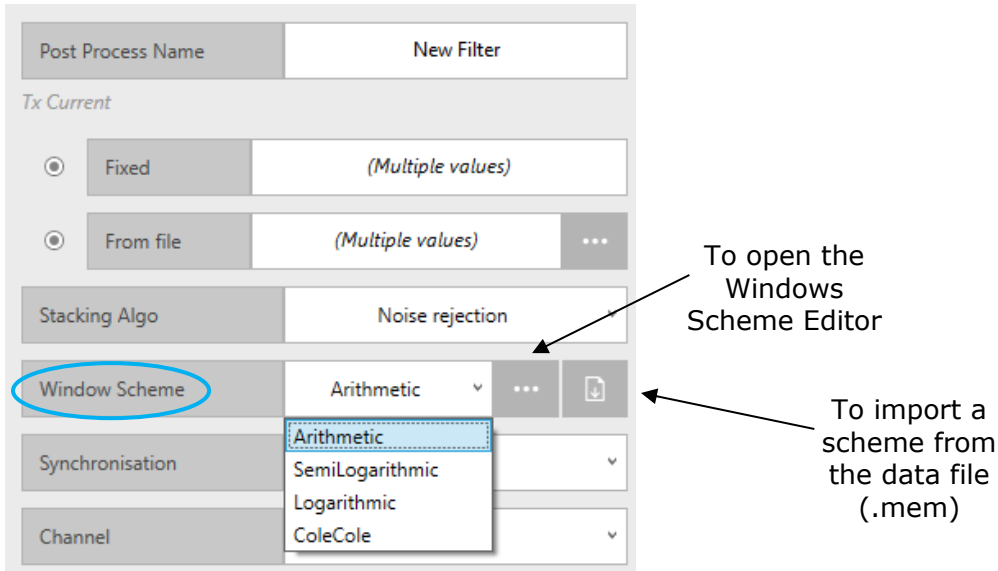 Post Process Name New Filter
Tx Current
Fixed (Multiple values)
From file (Multiple values)
To open the
Windows
Scheme Editor
Stacking Algo Noise rejection
Window Scheme Arithmetic
To import a
scheme from
the data file
(.mem)
Arithmetic
SemiLogarithmic
Logarithmic
ColeCole
Synchronisation
Channel